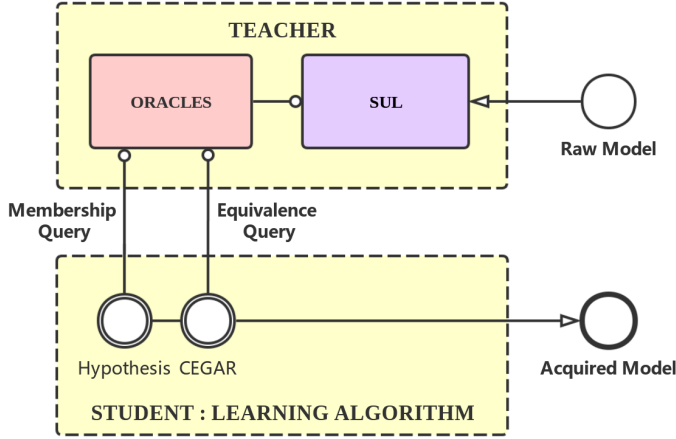 TEACHER
ORACLES
SUL
Raw Model
Membership
Query
Equivalence
Query
Hypothesis
CEGAR
Acquired Model
STUDENT : LEARNING ALGORITHM